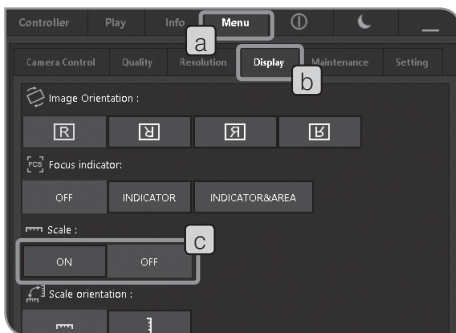 Controller Play Info Menu
a
Camera Control Quality Resolution Display Maintenance Setting
b
Image Orientation :
R R R R
FCS Focus indicator:
OFF INDICATOR INDICATOR&AREA
Scale :
c
ON OFF
Scale orientation :